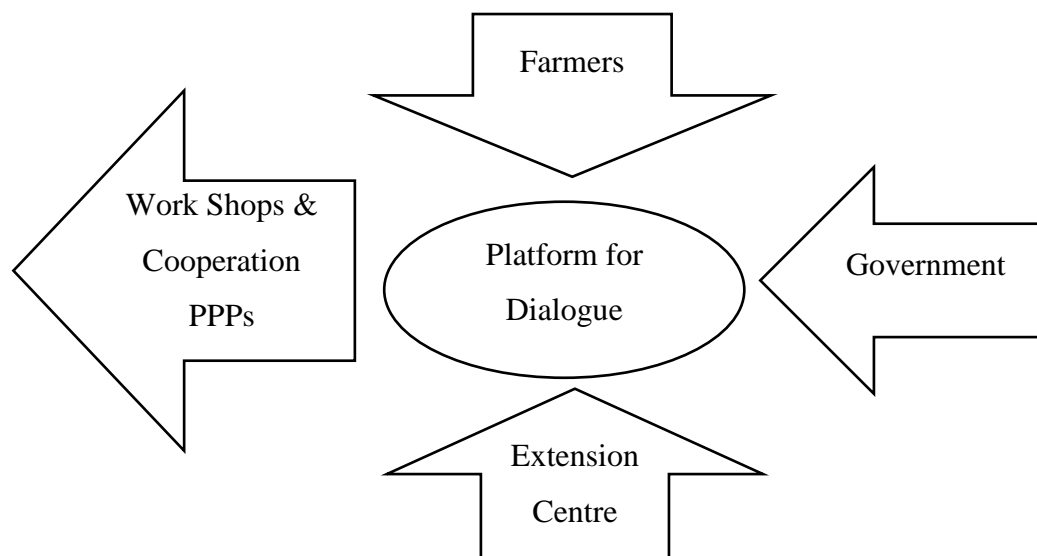 Farmers
Work Shops &
Cooperation
PPPs
Platform for
Dialogue
Government
Extension
Centre